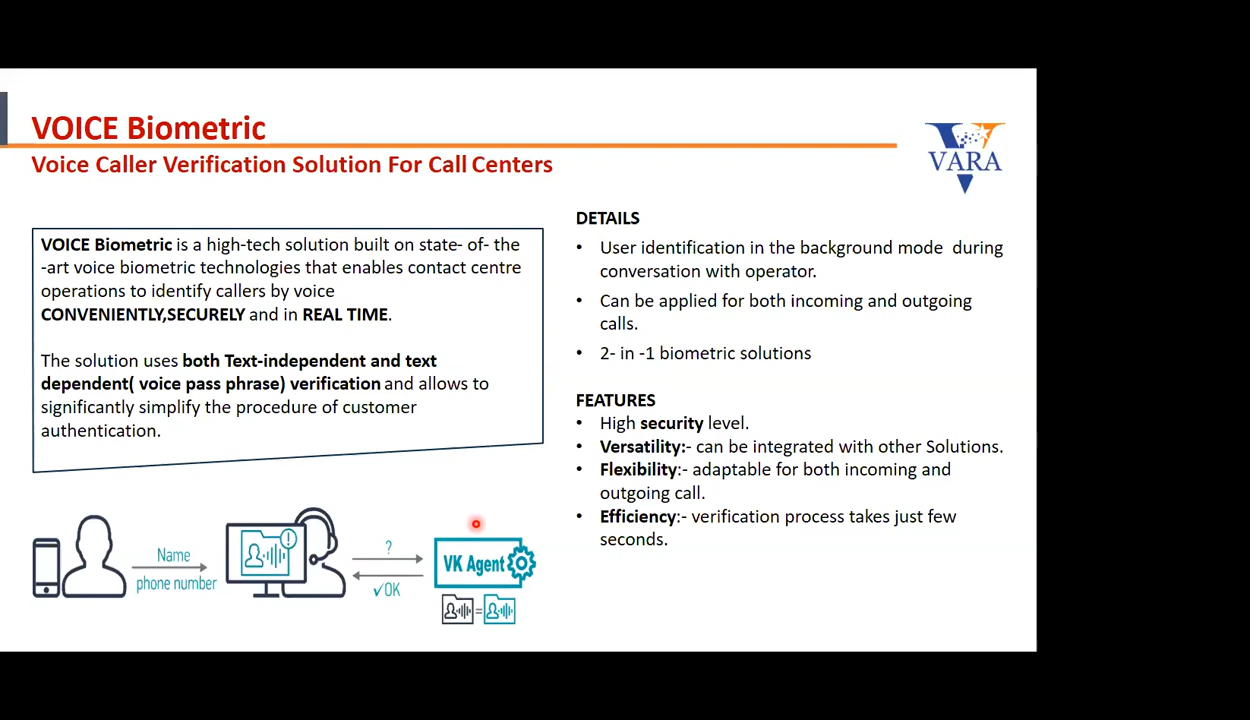 VOICE Biometric
Voice Caller Verification Solution For Call Centers
VARA
VOICE Biometric is a high-tech solution built on state- of- the
-art voice biometric technologies that enables contact centre
operations to identify callers by voice
CONVENIENTLY,SECURELY and in REAL TIME.
The solution uses both Text-independent and text
dependent( voice pass phrase) verification and allows to
significantly simplify the procedure of customer
authentication.
DETAILS
• User identification in the background mode during
conversation with operator.
• Can be applied for both incoming and outgoing
calls.
• 2- in -1 biometric solutions
FEATURES
• High security level.
• Versatility:- can be integrated with other Solutions.
• Flexibility:- adaptable for both incoming and
outgoing call.
• Efficiency:- verification process takes just few
seconds.
Name
phone number
?
✓OK
VK Agent
=